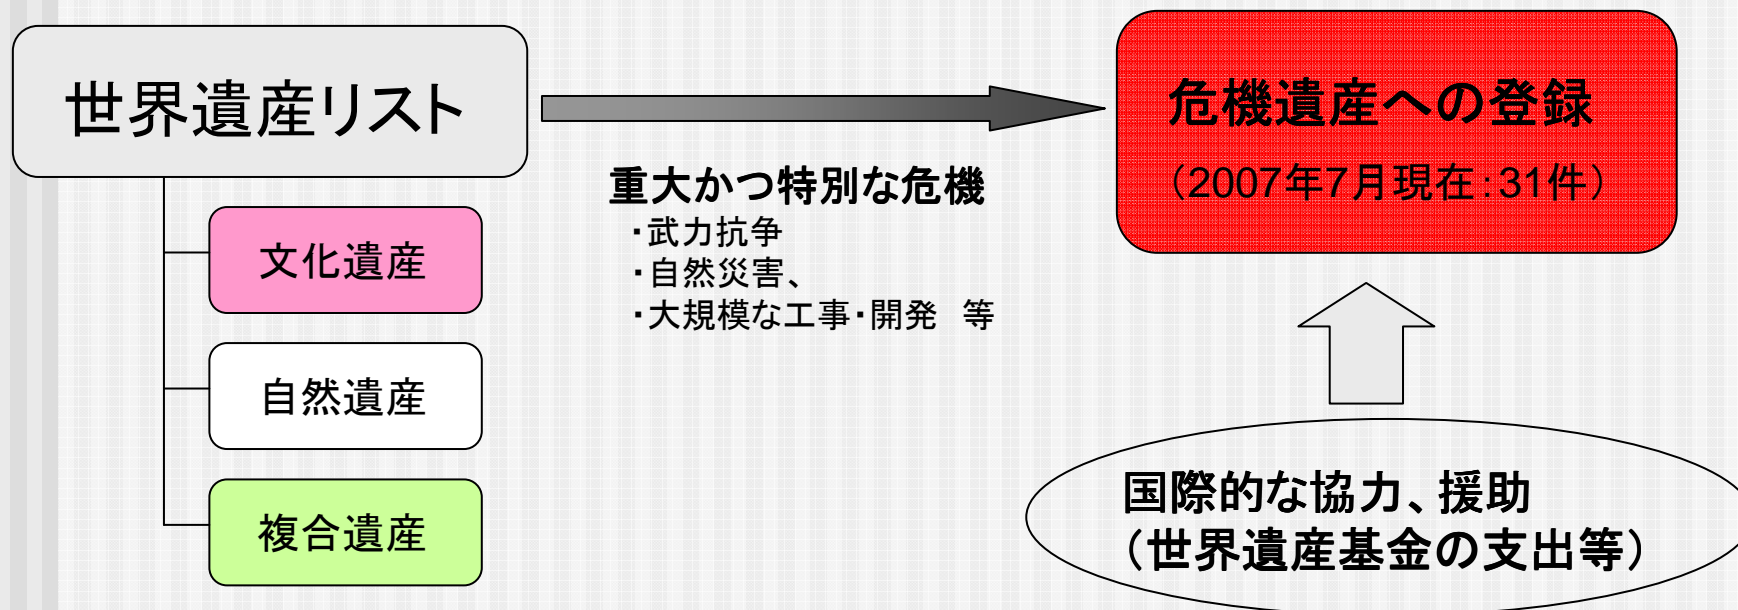 世界遺産リスト
文化遺産
自然遺産
複合遺産
重大かつ特別な危機
・武力抗争
・自然災害、
・大規模な工事・開発　等
危機遺産への登録
（2007年7月現在：31件）
国際的な協力、援助
（世界遺産基金の支出等）